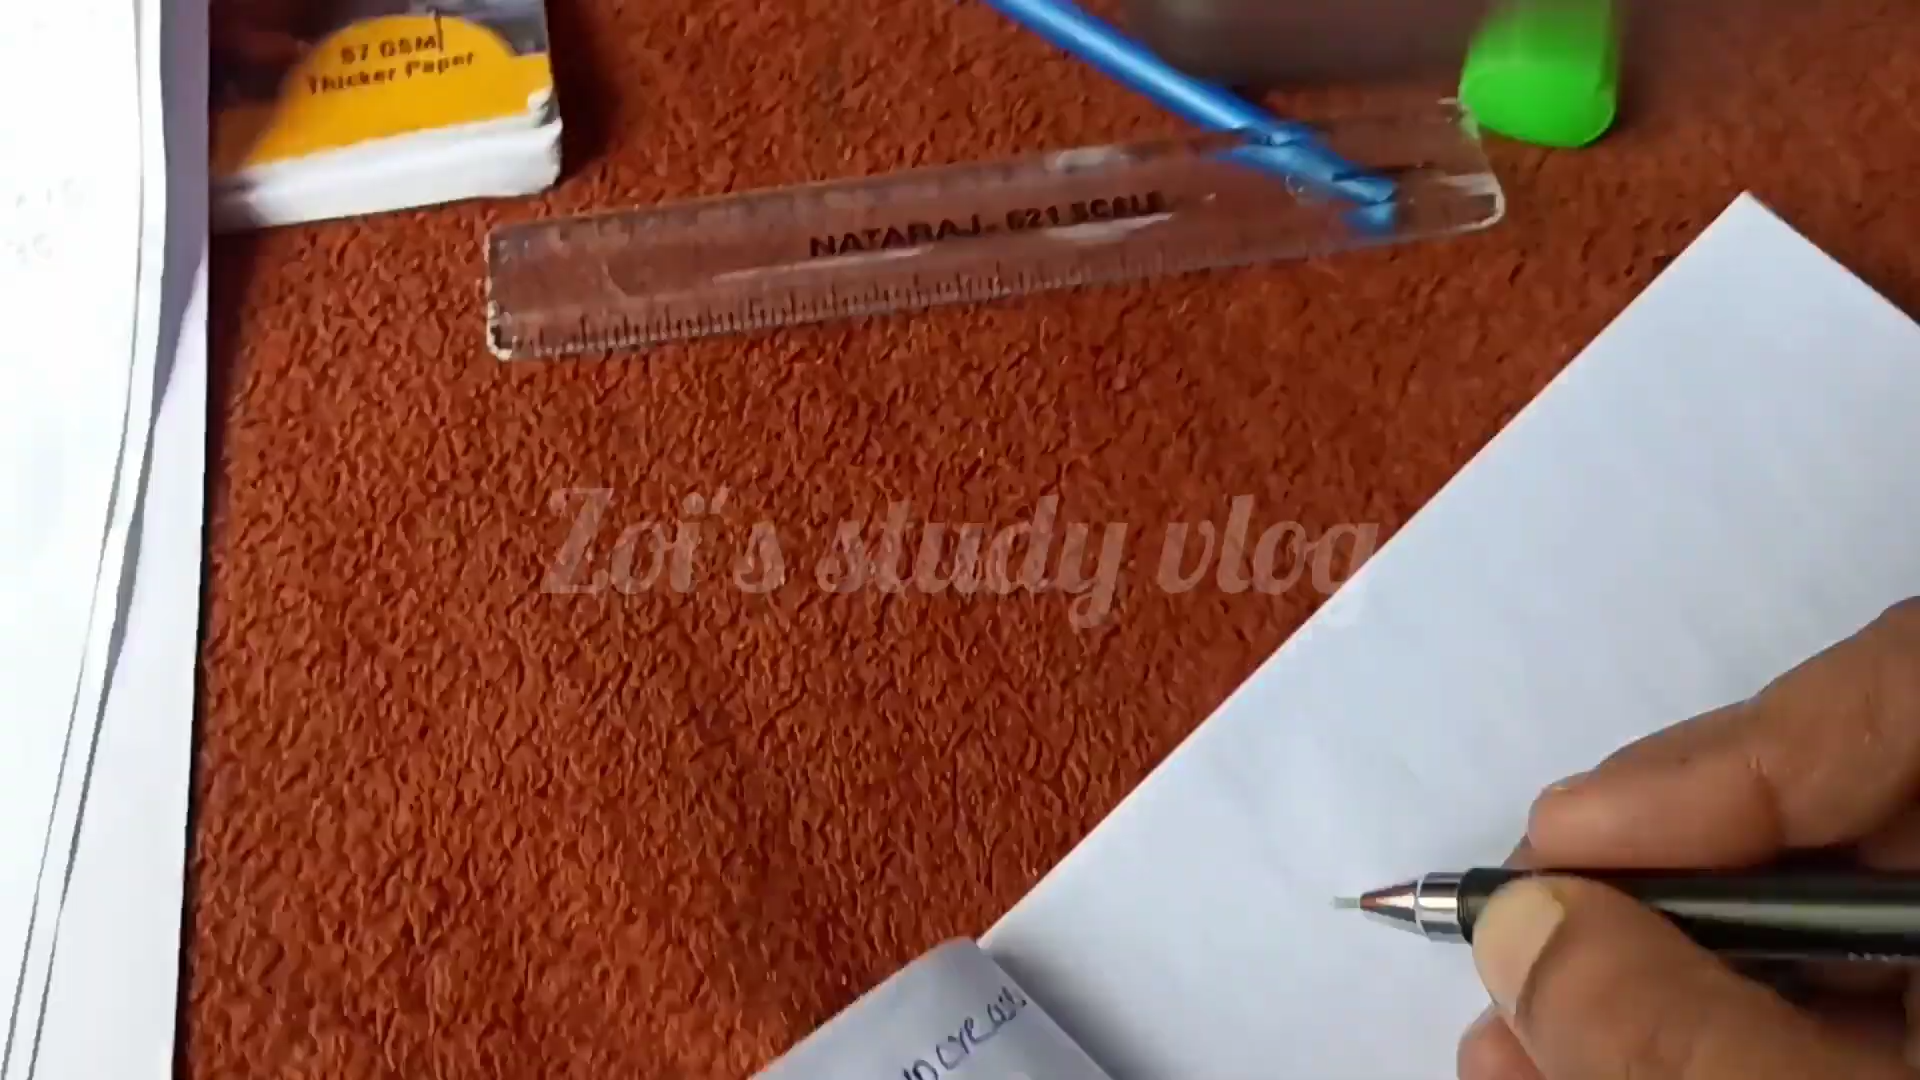 57 GSM
Thicker Paper
NATARAJ - 621 SCALE
Zoi's study vlog